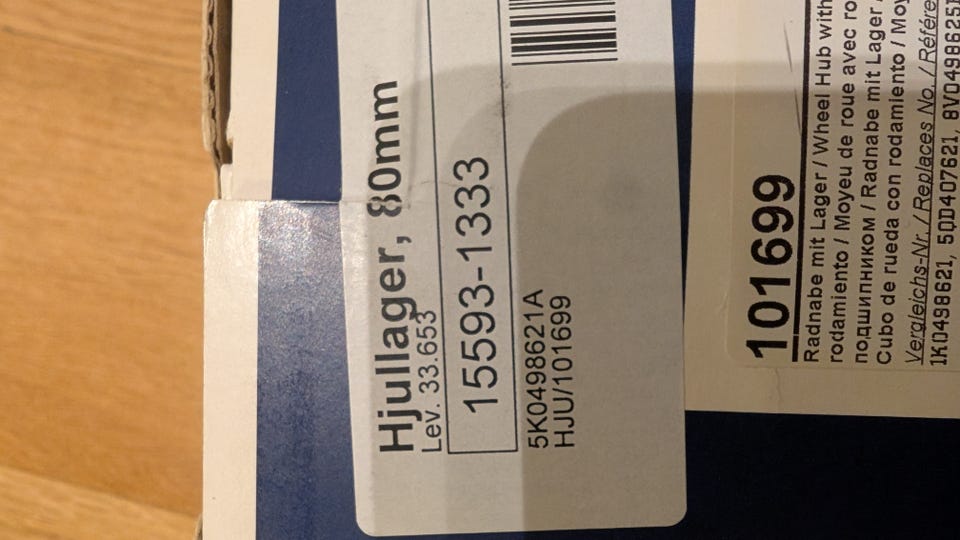 Hjullager, 80mm
Lev. 33.653
15593-1333
5K0498621A
HJU/101699
101699
Radnabe mit Lager / Wheel Hub with
rodamiento / Moyeu de roue avec ro
подшипником / Radnabe mit Lager
Cubo de rueda con rodamiento / Moy
Vergleichs-Nr. / Replaces No. / Référe
1K0498621, 5QD407621, 8V0498625